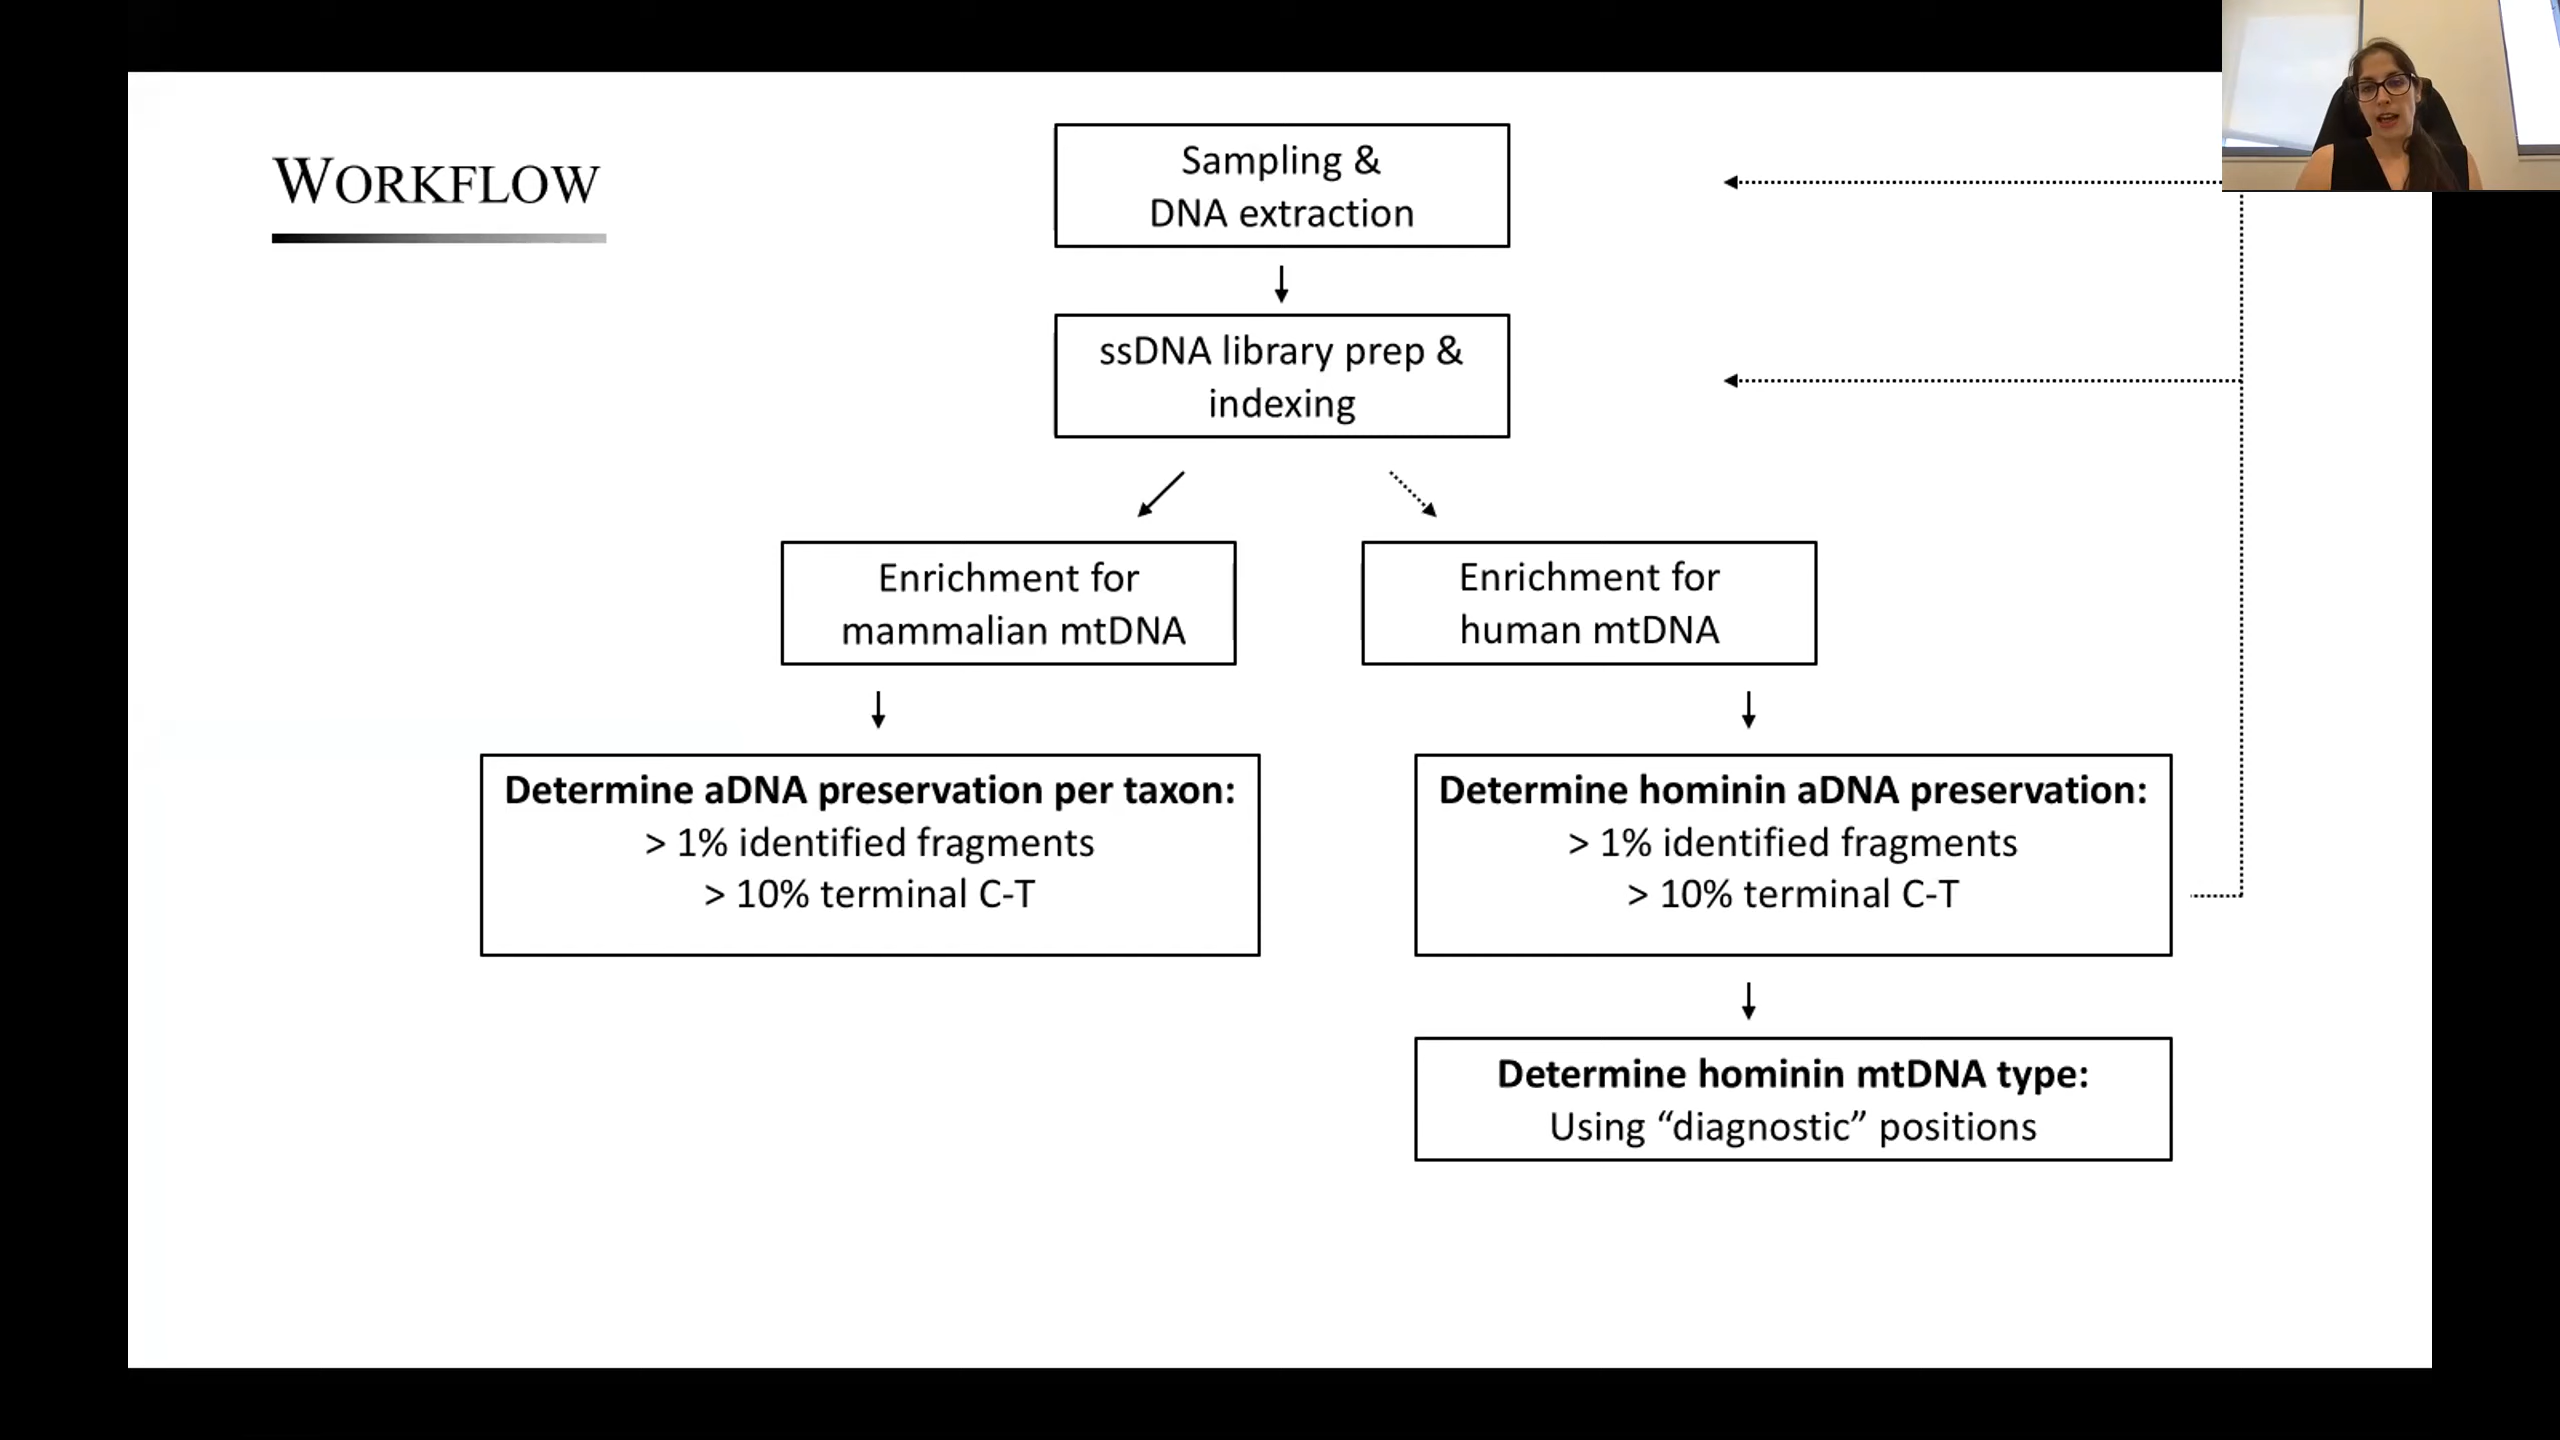 WORKFLOW
Sampling &
DNA extraction
ssDNA library prep &
indexing
Enrichment for
mammalian mtDNA
Enrichment for
human mtDNA
Determine aDNA preservation per taxon:
> 1% identified fragments
> 10% terminal C-T
Determine hominin aDNA preservation:
> 1% identified fragments
> 10% terminal C-T
Determine hominin mtDNA type:
Using “diagnostic” positions